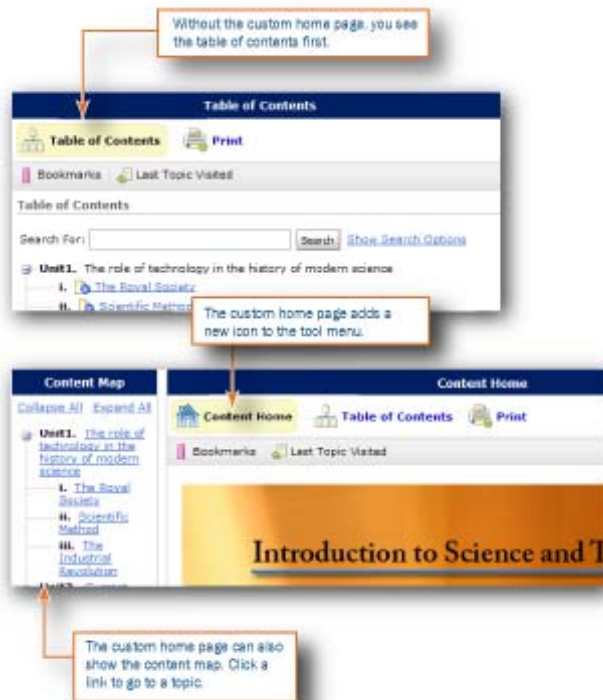 Without the custom home page, you see
the table of contents first.
Table of Contents
Table of Contents Print
Bookmarks Last Topic Visited
Table of Contents
Search For: Search Show Search Options
Unit1. The role of technology in the history of modern science
i. The Royal Society
ii. Scientific
The custom home page adds a
new icon to the tool menu.
Content Map
Collapse All Expand All
Unit1. The role of
technology in the
history of modern
science
i. The Royal
Society
ii. Scientific
Method
iii. The
Industrial
Revolution
Content Home
Content Home Table of Contents Print
Bookmarks Last Topic Visited
Introduction to Science and T
The custom home page can also
show the content map. Click a
link to go to a topic.